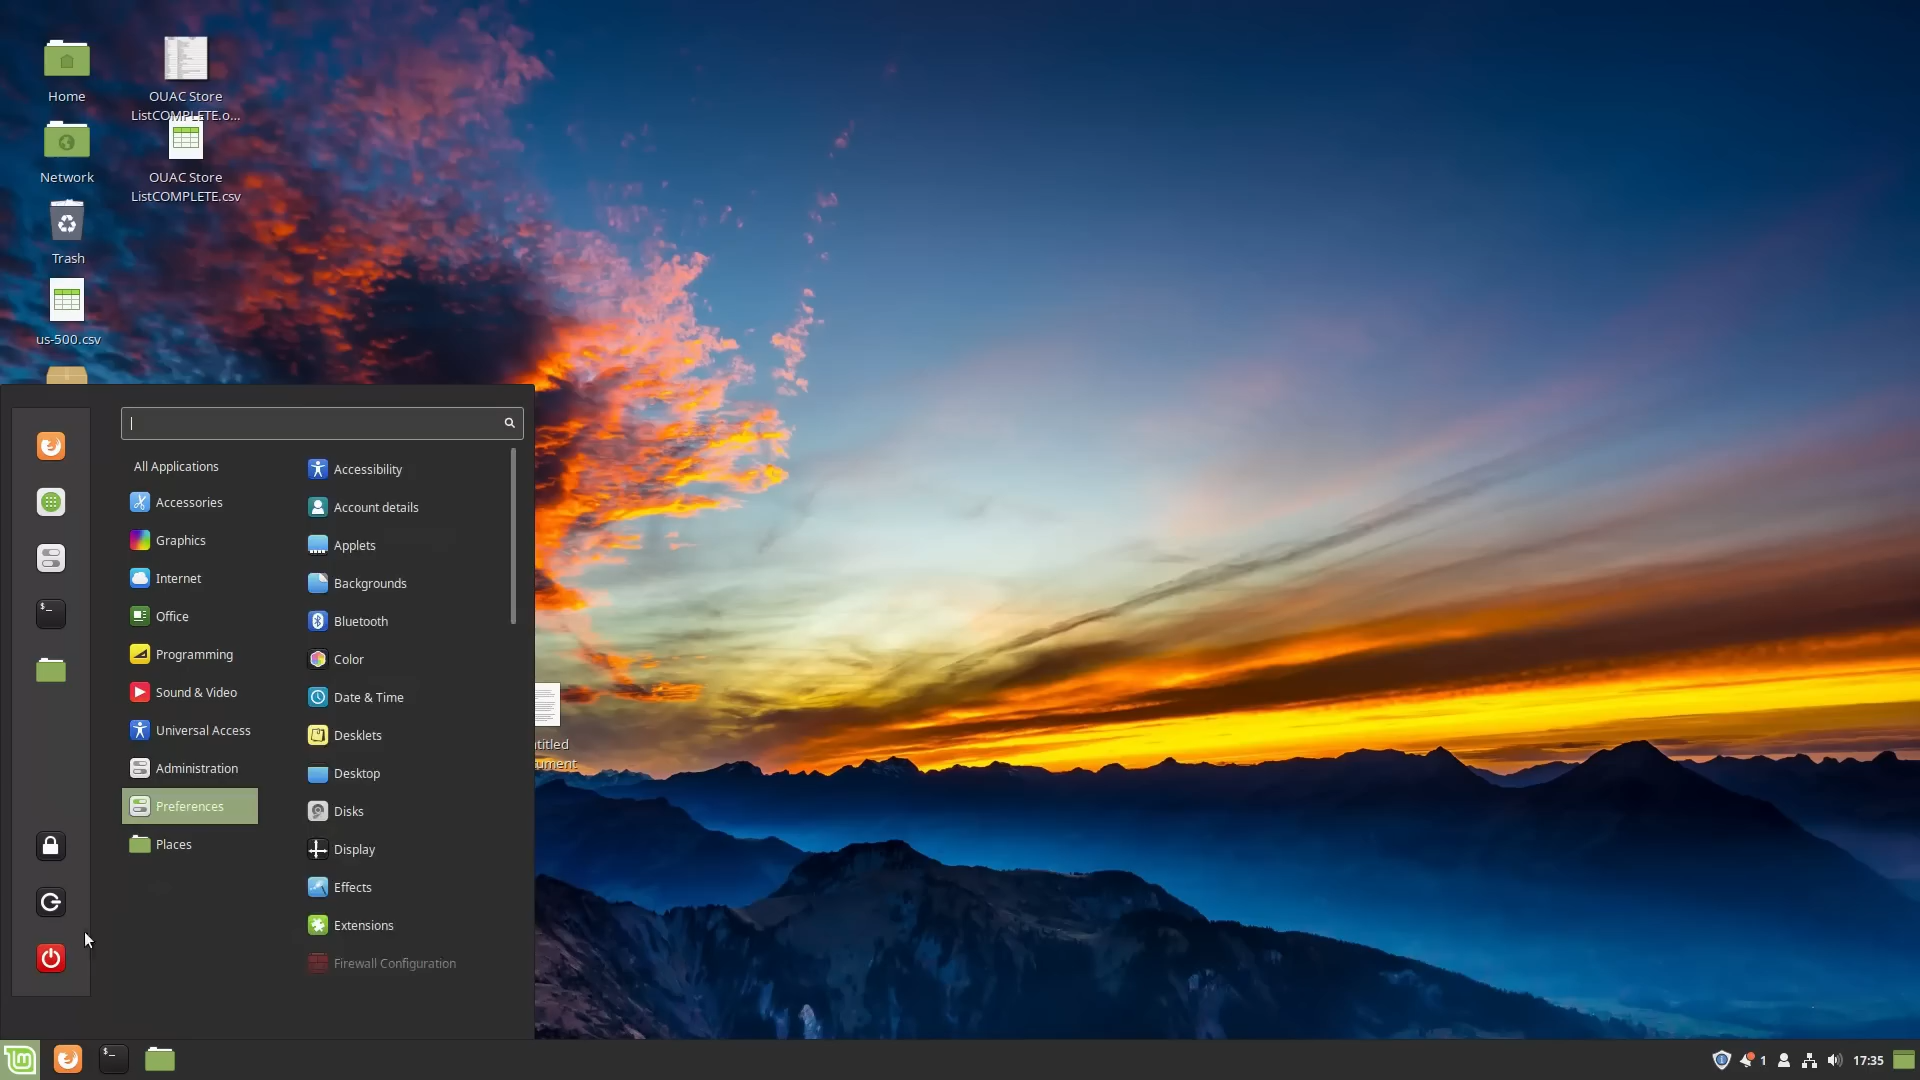 Home
OUAC Store
ListCOMPLETE.o...
Network
OUAC Store
ListCOMPLETE.csv
Trash
us-500.csv
All Applications
Accessories
Graphics
Internet
Office
Programming
Sound & Video
Universal Access
Administration
Preferences
Places
Accessibility
Account details
Applets
Backgrounds
Bluetooth
Color
Date & Time
Desklets
Desktop
Disks
Display
Effects
Extensions
Firewall Configuration
$_
$_
1
17:35